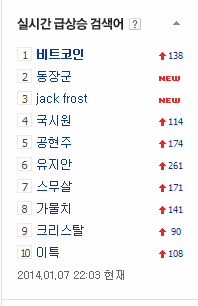 실시간 급상승 검색어 ?
1 비트코인 138
2 동장군 NEW
3 jack frost NEW
4 국시원 114
5 공현주 174
6 유지안 261
7 스무살 171
8 가물치 141
9 크리스탈 90
10 이특 108
2014.01.07 22:03 현재